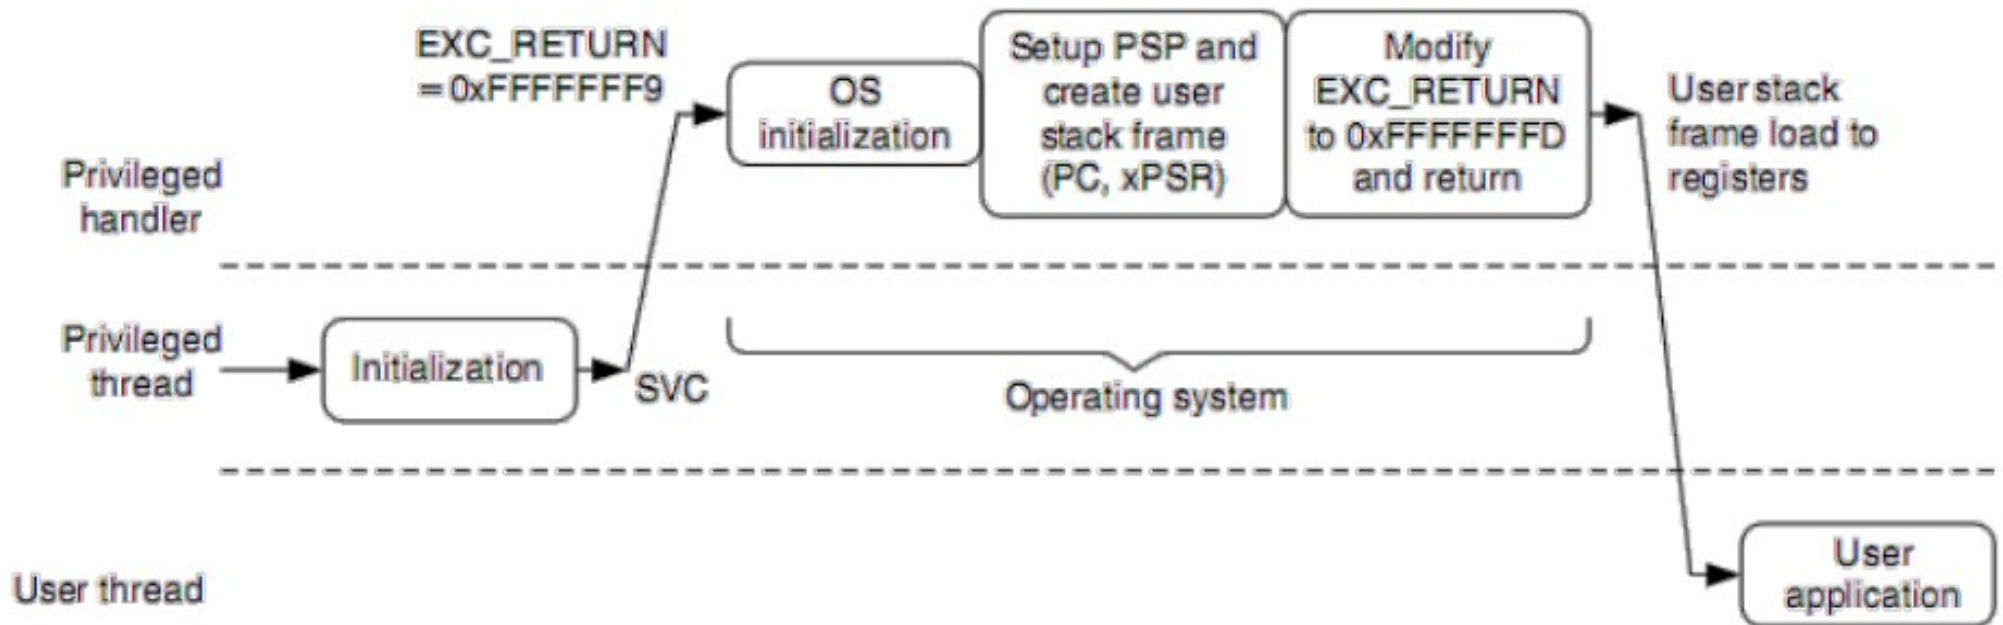 EXC_RETURN
= 0xFFFFFFF9
OS
initialization
Setup PSP and
create user
stack frame
(PC, xPSR)
Modify
EXC_RETURN
to 0xFFFFFFFD
and return
User stack
frame load to
registers
Privileged
handler
Privileged
thread
Initialization
SVC
Operating system
User thread
User
application